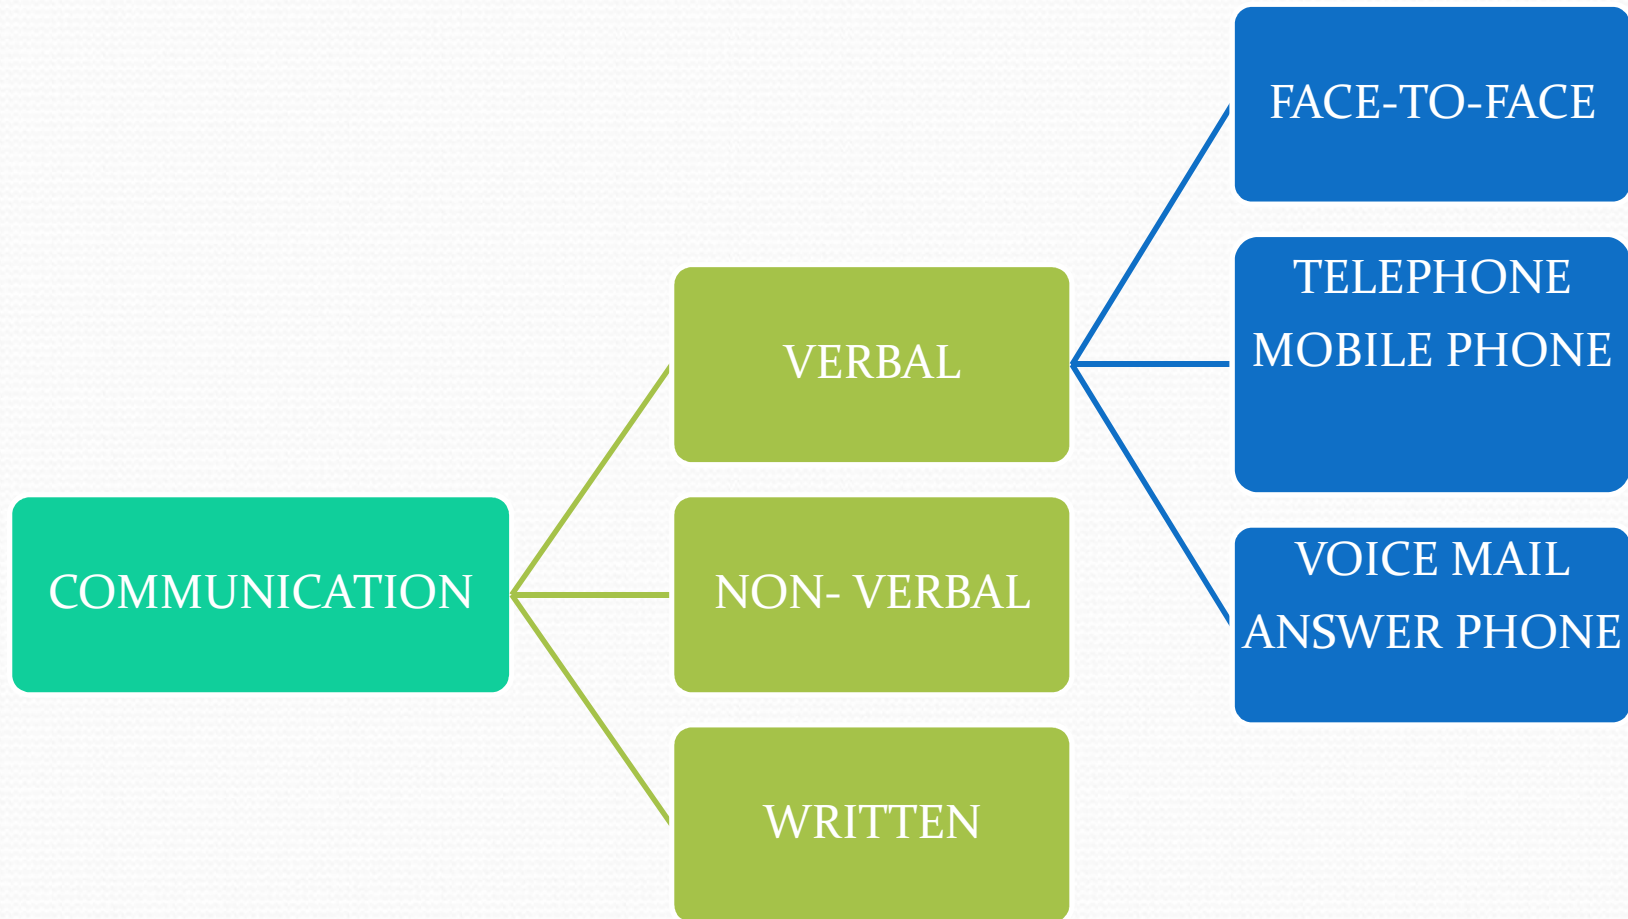 COMMUNICATION
VERBAL
NON- VERBAL
WRITTEN
FACE-TO-FACE
TELEPHONE
MOBILE PHONE
VOICE MAIL
ANSWER PHONE